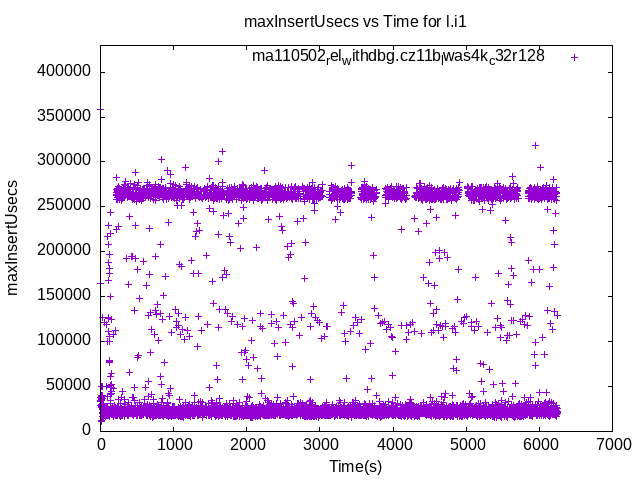 maxInsertUsecs vs Time for l.i1
ma110502_rel_withdbg.cz11b_lwas4k_c32r128
400000
350000
300000
250000
200000
150000
100000
50000
0
maxInsertUsecs
0 1000 2000 3000 4000 5000 6000 7000
Time(s)